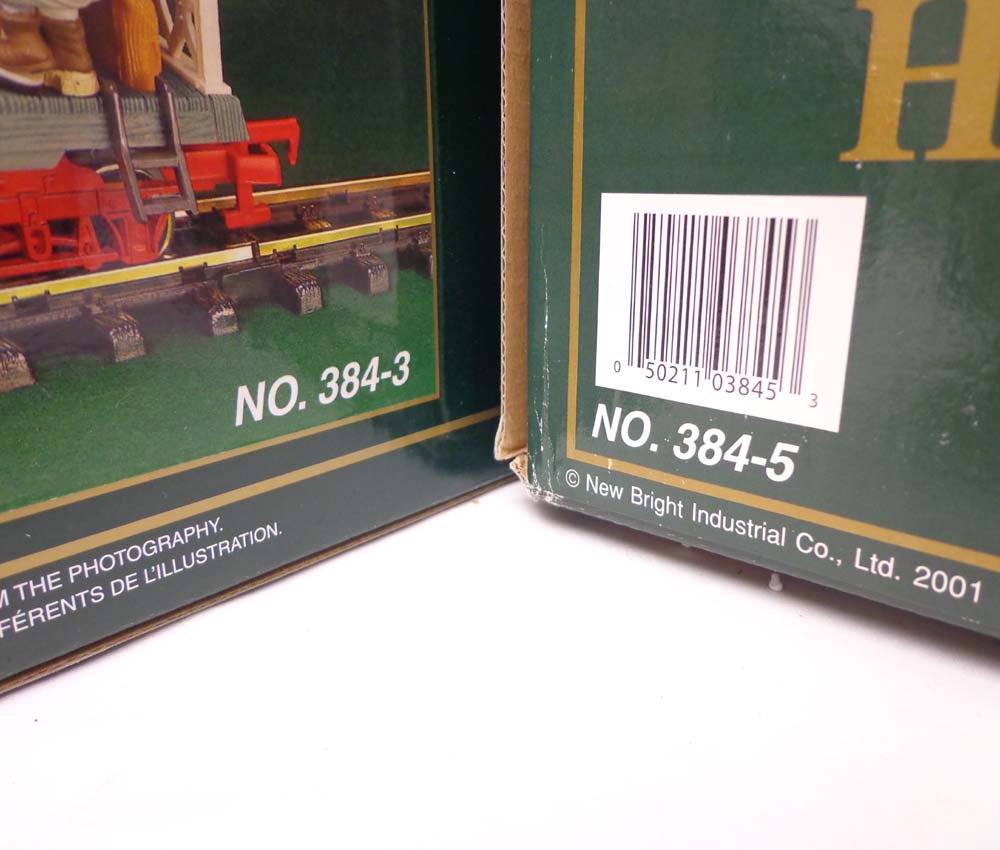 NO. 384-3
THE PHOTOGRAPHY.
DE L'ILLUSTRATION.
H
0 50211 03845 3
NO. 384-5
© New Bright Industrial Co., Ltd. 2001